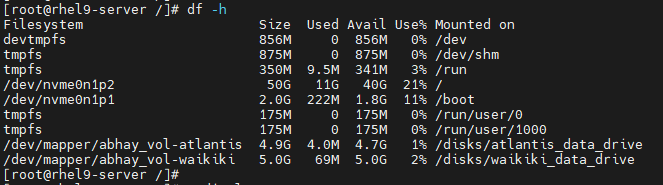 [root@rhel9-server /]# df -h
Filesystem Size Used Avail Use% Mounted on
devtmpfs 856M 0 856M 0% /dev
tmpfs 875M 0 875M 0% /dev/shm
tmpfs 350M 9.5M 341M 3% /run
/dev/nvme0n1p2 50G 11G 40G 21% /
/dev/nvme0n1p1 2.0G 222M 1.8G 11% /boot
tmpfs 175M 0 175M 0% /run/user/0
tmpfs 175M 0 175M 0% /run/user/1000
/dev/mapper/abhay_vol-atlantis 4.9G 4.0M 4.7G 1% /disks/atlantis_data_drive
/dev/mapper/abhay_vol-waikiki 5.0G 69M 5.0G 2% /disks/waikiki_data_drive
[root@rhel9-server /]#